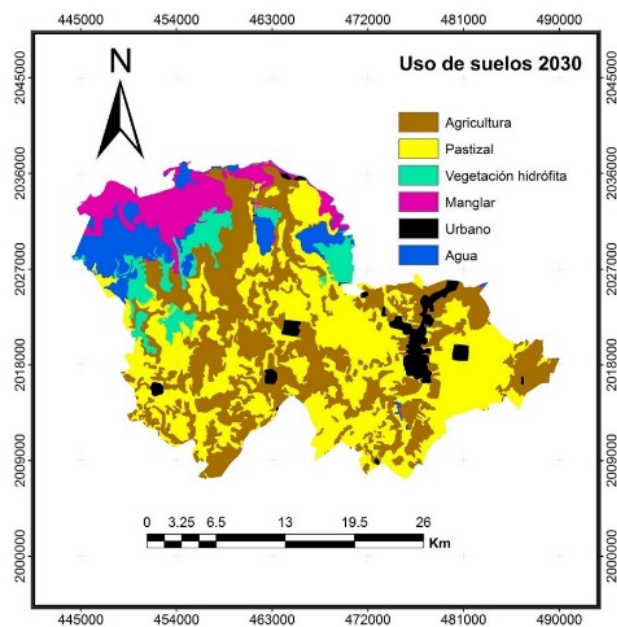 445000 454000 463000 472000 481000 490000
N
Uso de suelos 2030
Agricultura
Pastizal
Vegetación hidrófita
Manglar
Urbano
Agua
2045000
2036000
2027000
2018000
2009000
2000000
2045000
2036000
2027000
2018000
2009000
2000000
0 3.25 6.5 13 19.5 26
Km
445000 454000 463000 472000 481000 490000